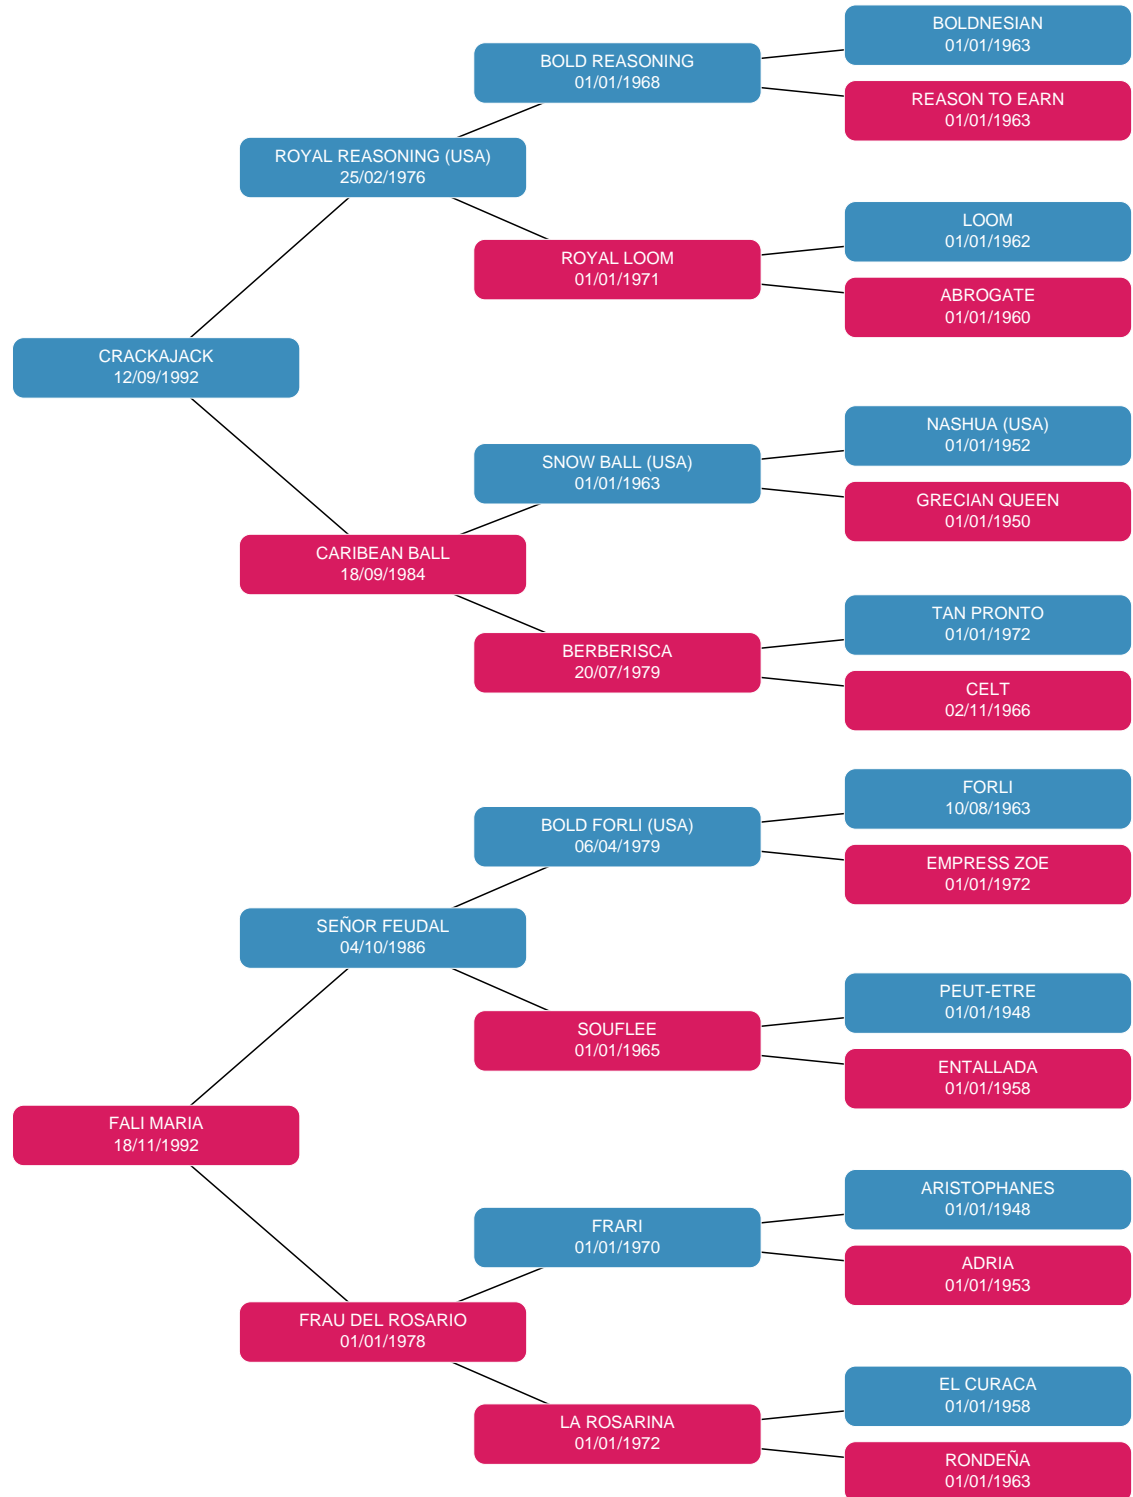 BOLDNESIAN
01/01/1963
BOLD REASONING
01/01/1968
REASON TO EARN
01/01/1963
ROYAL REASONING (USA)
25/02/1976
LOOM
01/01/1962
ROYAL LOOM
01/01/1971
ABROGATE
01/01/1960
CRACKAJACK
12/09/1992
NASHUA (USA)
01/01/1952
SNOW BALL (USA)
01/01/1963
GRECIAN QUEEN
01/01/1950
CARIBEAN BALL
18/09/1984
TAN PRONTO
01/01/1972
BERBERISCA
20/07/1979
CELT
02/11/1966
FORLI
10/08/1963
BOLD FORLI (USA)
06/04/1979
EMPRESS ZOE
01/01/1972
SEÑOR FEUDAL
04/10/1986
PEUT-ETRE
01/01/1948
SOUFLEE
01/01/1965
ENTALLADA
01/01/1958
FALI MARIA
18/11/1992
ARISTOPHANES
01/01/1948
FRARI
01/01/1970
ADRIA
01/01/1953
FRAU DEL ROSARIO
01/01/1978
EL CURACA
01/01/1958
LA ROSARINA
01/01/1972
RONDEÑA
01/01/1963